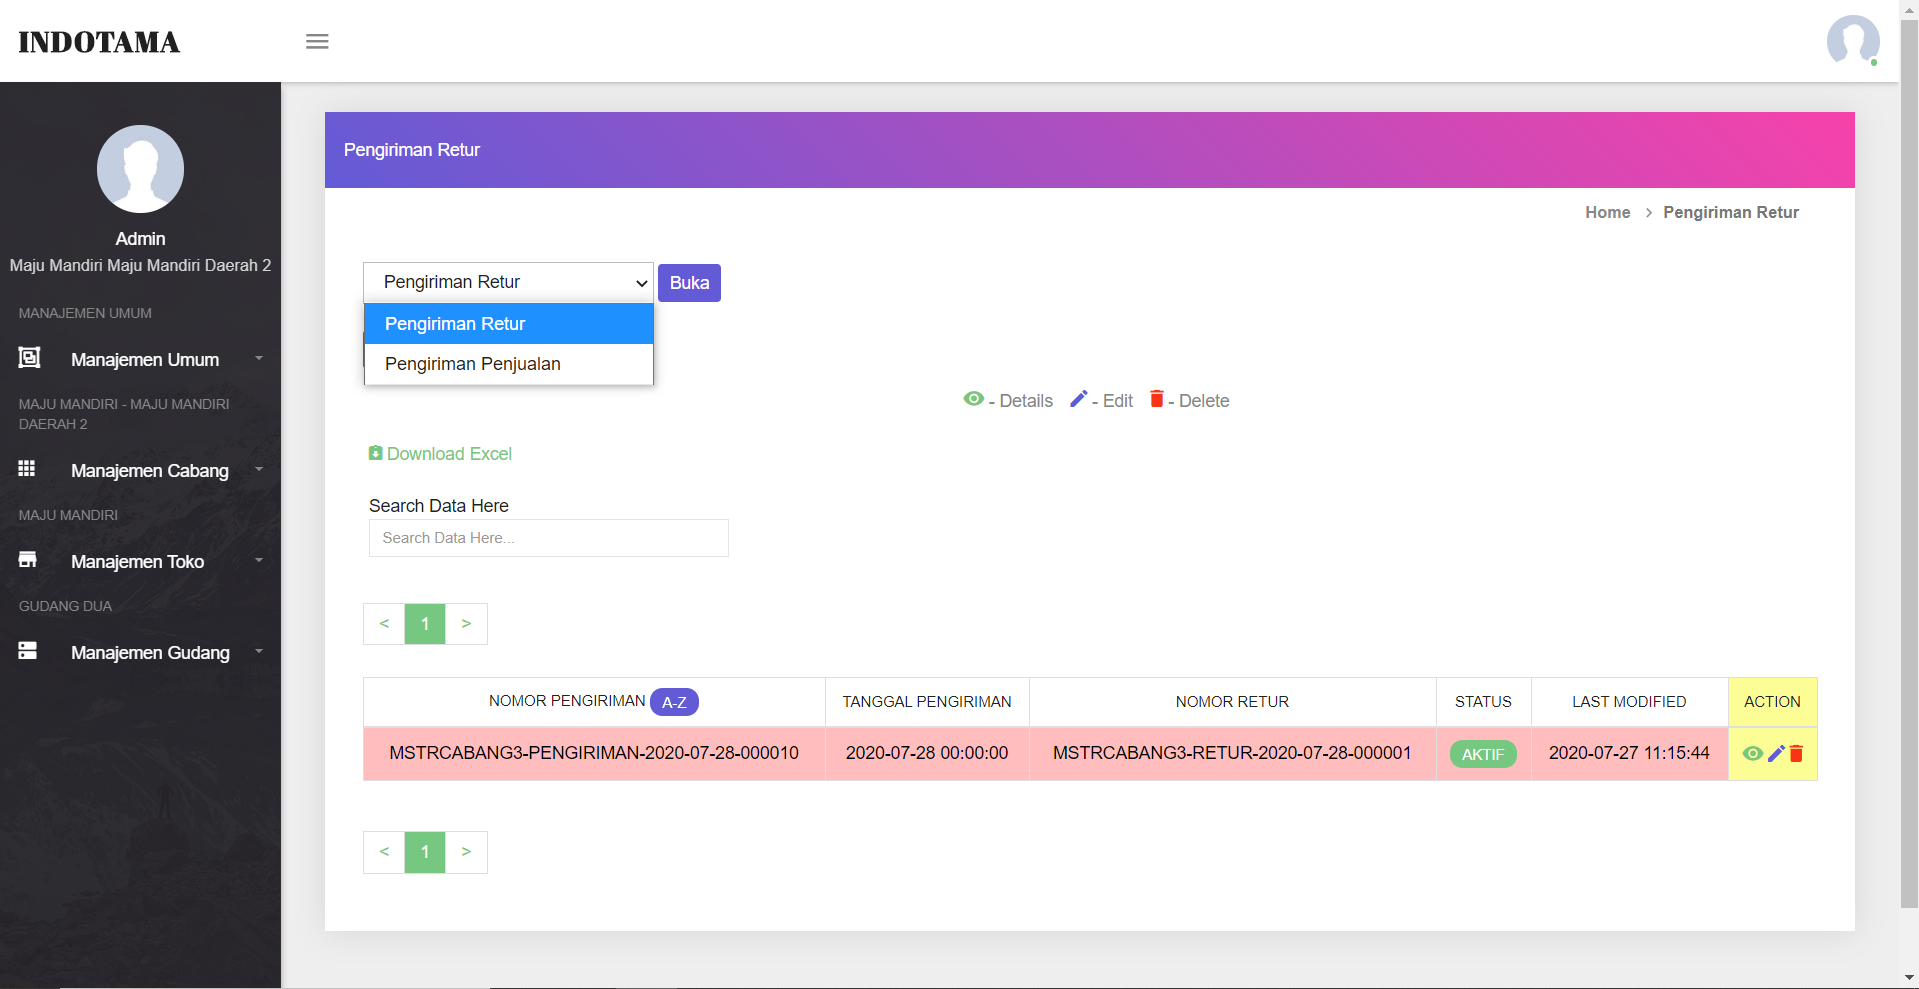 INDOTAMA
Admin
Maju Mandiri Maju Mandiri Daerah 2
MANAJEMEN UMUM
Manajemen Umum
MAJU MANDIRI - MAJU MANDIRI
DAERAH 2
Manajemen Cabang
MAJU MANDIRI
Manajemen Toko
GUDANG DUA
Manajemen Gudang
Pengiriman Retur
Home > Pengiriman Retur
Pengiriman Retur Buka
Pengiriman Retur
Pengiriman Penjualan
- Details - Edit - Delete
Download Excel
Search Data Here
Search Data Here...
< 1 >
NOMOR PENGIRIMAN A-Z TANGGAL PENGIRIMAN NOMOR RETUR STATUS LAST MODIFIED ACTION
MSTRCABANG3-PENGIRIMAN-2020-07-28-000010 2020-07-28 00:00:00 MSTRCABANG3-RETUR-2020-07-28-000001 AKTIF 2020-07-27 11:15:44
< 1 >